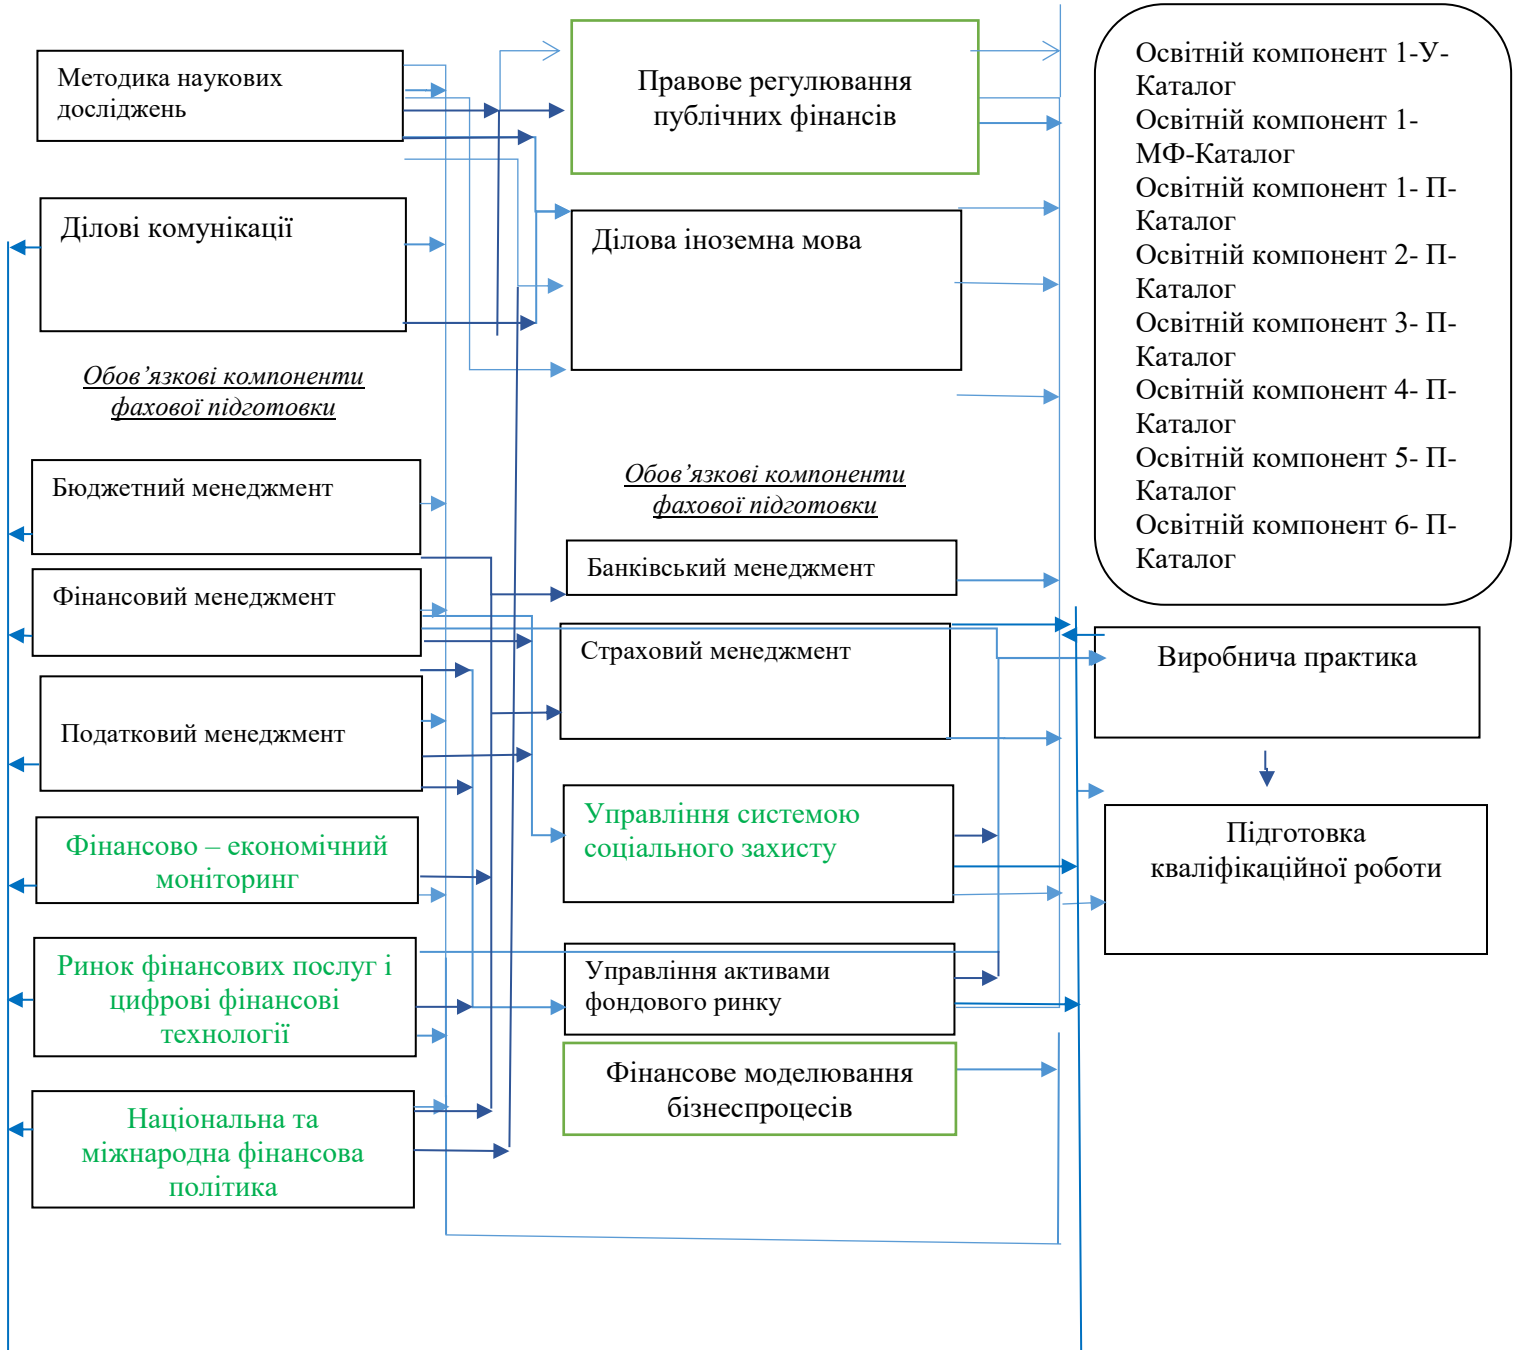 Методика наукових
досліджень
Ділові комунікації
Обов’язкові компоненти
фахової підготовки
Бюджетний менеджмент
Фінансовий менеджмент
Податковий менеджмент
Фінансово – економічний
моніторинг
Ринок фінансових послуг і
цифрові фінансові
технології
Національна та
міжнародна фінансова
політика
Правове регулювання
публічних фінансів
Ділова іноземна мова
Обов’язкові компоненти
фахової підготовки
Банківський менеджмент
Страховий менеджмент
Управління системою
соціального захисту
Управління активами
фондового ринку
Фінансове моделювання
бізнеспроцесів
Освітній компонент 1-У-
Каталог
Освітній компонент 1-
МФ-Каталог
Освітній компонент 1- П-
Каталог
Освітній компонент 2- П-
Каталог
Освітній компонент 3- П-
Каталог
Освітній компонент 4- П-
Каталог
Освітній компонент 5- П-
Каталог
Освітній компонент 6- П-
Каталог
Виробнича практика
Підготовка
кваліфікаційної роботи